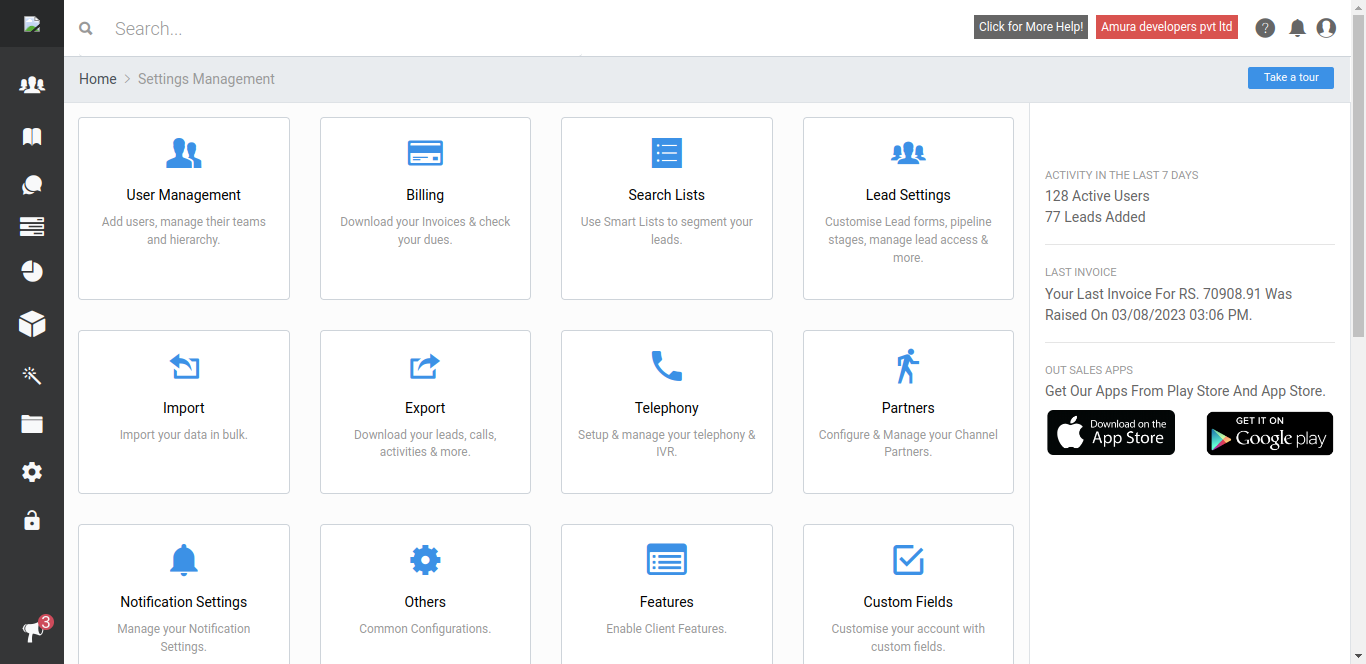 Search...
Click for More Help!
Amura developers pvt ltd
?
Home > Settings Management
Take a tour
User Management
Add users, manage their teams
and hierarchy.
Billing
Download your Invoices & check
your dues.
Search Lists
Use Smart Lists to segment your
leads.
Lead Settings
Customise Lead forms, pipeline
stages, manage lead access &
more.
Import
Import your data in bulk.
Export
Download your leads, calls,
activities & more.
Telephony
Setup & manage your telephony &
IVR.
Partners
Configure & Manage your Channel
Partners.
Notification Settings
Manage your Notification
Settings.
Others
Common Configurations.
Features
Enable Client Features.
Custom Fields
Customise your account with
custom fields.
ACTIVITY IN THE LAST 7 DAYS
128 Active Users
77 Leads Added
LAST INVOICE
Your Last Invoice For RS. 70908.91 Was
Raised On 03/08/2023 03:06 PM.
OUT SALES APPS
Get Our Apps From Play Store And App Store.
Download on the
App Store
GET IT ON
Google play
3